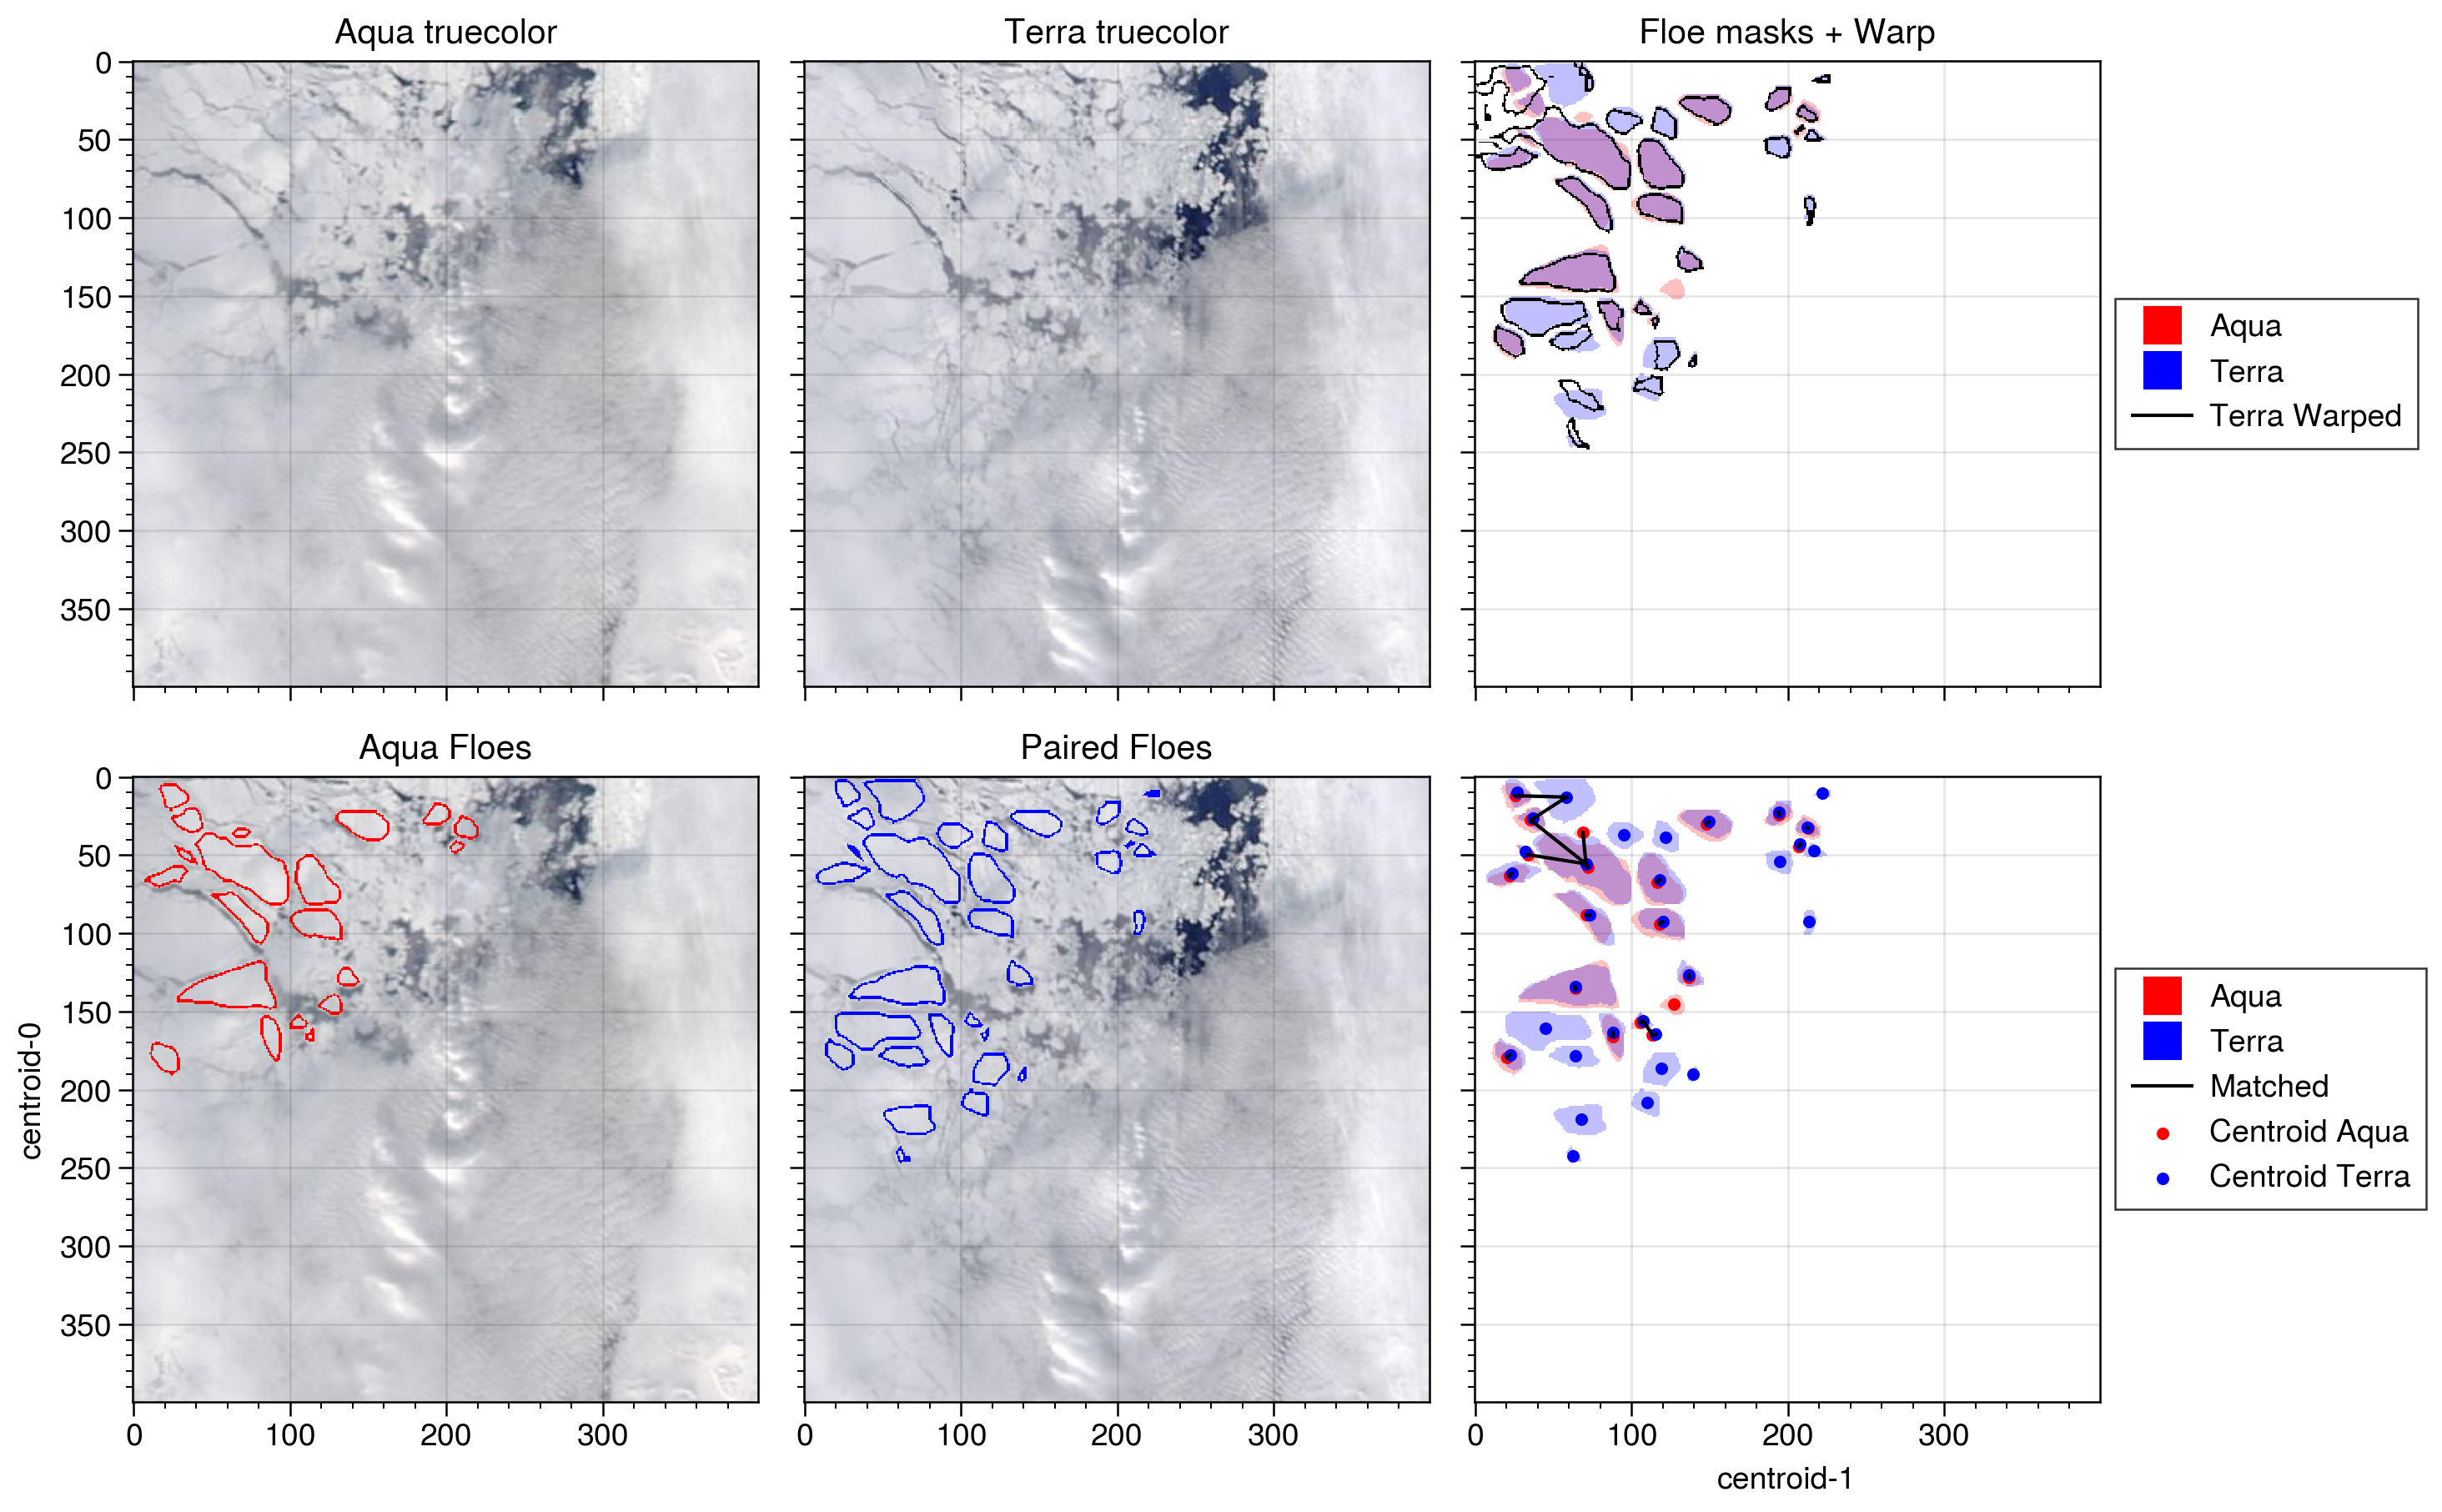 Aqua truecolor
Terra truecolor
Floe masks + Warp
0
50
100
150
200
250
300
350
Aqua
Terra
Terra Warped
Aqua Floes
Paired Floes
0
50
100
150
200
250
300
350
centroid-0
0 100 200 300
0 100 200 300
0 100 200 300
centroid-1
Aqua
Terra
Matched
Centroid Aqua
Centroid Terra